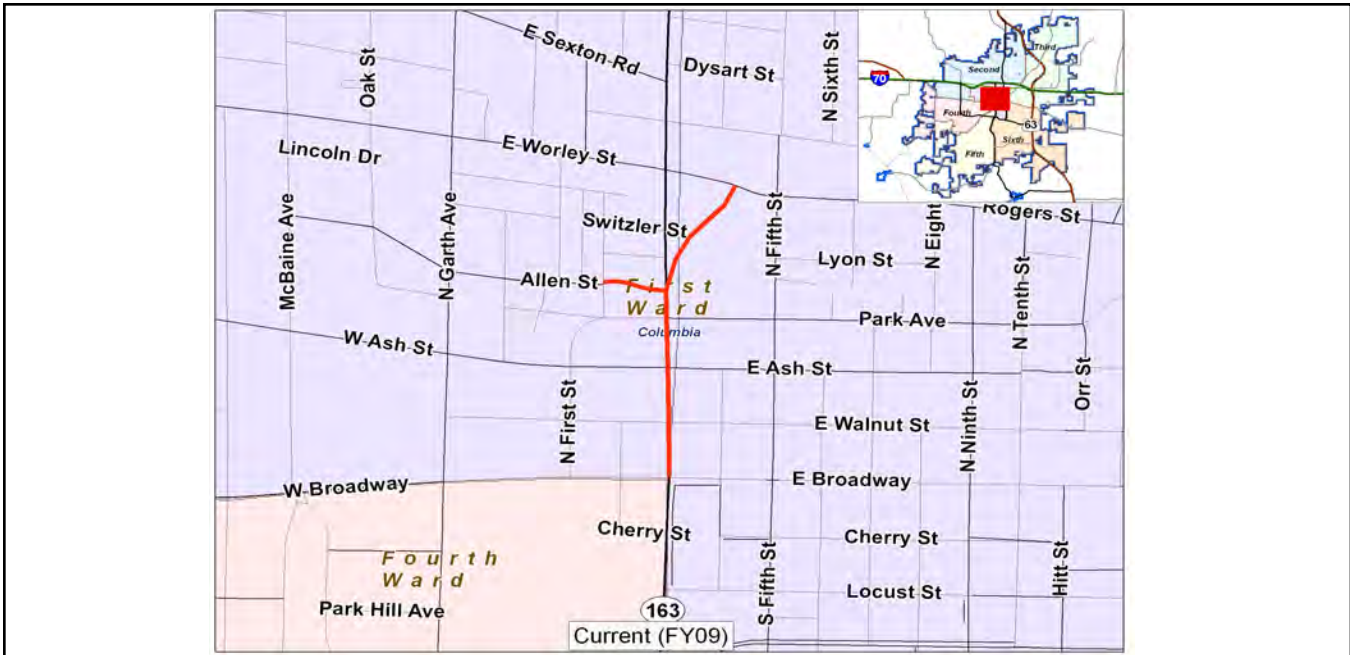 E Sexton Rd
Dysart St
N Sixth St
Oak St
Third
Second
70
Fourth
63
Sixth
Fifth
E Worley St
Lincoln Dr
McBaine Ave
N Garth Ave
Switzler St
N Fifth St
N Eight
Rogers St
Lyon St
N Tenth St
Allen St
First
Ward
Columbia
Park Ave
W Ash St
E Ash St
Orr St
N First St
E Walnut St
N Ninth St
W Broadway
E Broadway
Cherry St
Cherry St
Fourth
Ward
S Fifth St
Hitt St
Locust St
Park Hill Ave
163
Current (FY09)